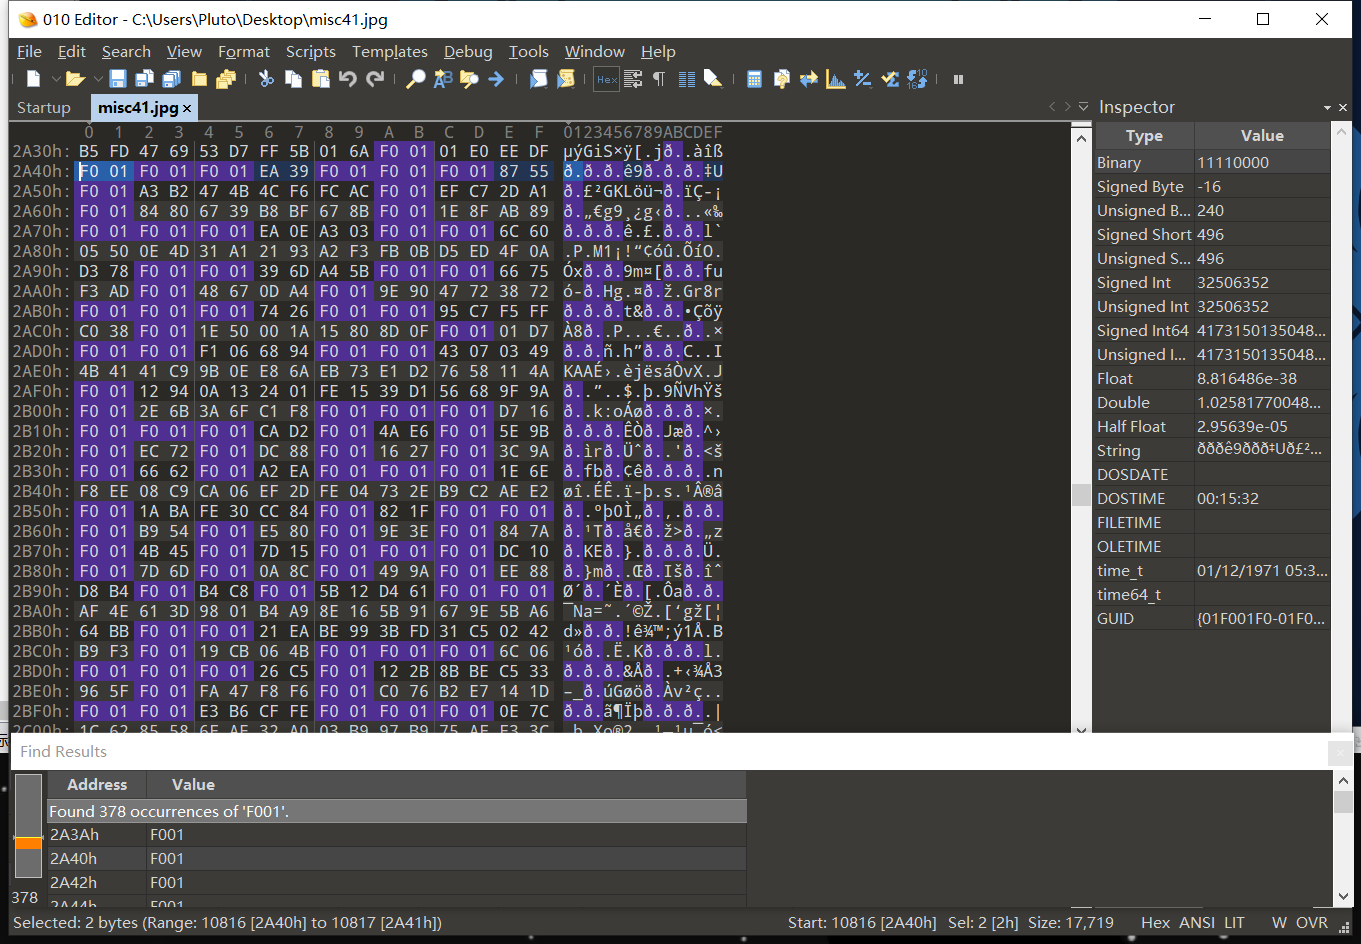 010 Editor - C:\Users\Pluto\Desktop\misc41.jpg
File Edit Search View Format Scripts Templates Debug Tools Window Help
Startup misc41.jpg ×
Inspector
0 1 2 3 4 5 6 7 8 9 A B C D E F 0123456789ABCDEF
2A30h: B5 FD 47 69 53 D7 FF 5B 01 6A F0 01 01 E0 EE DF µýGiS×ÿ[.jð..àîß
2A40h: F0 01 F0 01 F0 01 EA 39 F0 01 F0 01 F0 01 87 55 ð.ð.ð.ê9ð.ð.ð.‡U
2A50h: F0 01 A3 B2 47 4B 4C F6 FC AC F0 01 EF C7 2D A1 ð.£²GKLöü¬ð.ïÇ-¡
2A60h: F0 01 84 80 67 39 B8 BF 67 8B F0 01 1E 8F AB 89 ð.„€g9¸¿g‹ð...«‰
2A70h: F0 01 F0 01 F0 01 EA 0E A3 03 F0 01 F0 01 6C 60 ð.ð.ð.ê.£.ð.ð.l`
2A80h: 05 50 0E 4D 31 A1 21 93 A2 F3 FB 0B D5 ED 4F 0A .P.M1¡!“¢óû.ÕíO.
2A90h: D3 78 F0 01 F0 01 39 6D A4 5B F0 01 F0 01 66 75 Óxð.ð.9m¤[ð.ð.fu
2AA0h: F3 AD F0 01 48 67 0D A4 F0 01 9E 90 47 72 38 72 ó-ð.Hg.¤ð.ž.Gr8r
2AB0h: F0 01 F0 01 F0 01 74 26 F0 01 F0 01 95 C7 F5 FF ð.ð.ð.t&ð.ð.•Çõÿ
2AC0h: C0 38 F0 01 1E 50 00 1A 15 80 8D 0F F0 01 01 D7 À8ð..P...€..ð..×
2AD0h: F0 01 F0 01 F1 06 68 94 F0 01 F0 01 43 07 03 49 ð.ð.ñ.h”ð.ð.C..I
2AE0h: 4B 41 41 C9 9B 0E E8 6A EB 73 E1 D2 76 58 11 4A KAAÉ›.èjësáÒvX.J
2AF0h: F0 01 12 94 0A 13 24 01 FE 15 39 D1 56 68 9F 9A ð..”..$.þ.9ÑVhŸš
2B00h: F0 01 2E 6B 3A 6F C1 F8 F0 01 F0 01 F0 01 D7 16 ð..k:oÁøð.ð.ð.×.
2B10h: F0 01 F0 01 F0 01 CA D2 F0 01 4A E6 F0 01 5E 9B ð.ð.ð.ÊÒð.Jæð.^›
2B20h: F0 01 EC 72 F0 01 DC 88 F0 01 16 27 F0 01 3C 9A ð.ìrð.Üˆð..'ð.<š
2B30h: F0 01 66 62 F0 01 A2 EA F0 01 F0 01 F0 01 1E 6E ð.fbð.¢êð.ð.ð..n
2B40h: F8 EE 08 C9 CA 06 EF 2D FE 04 73 2E B9 C2 AE E2 øî.ÉÊ.ï-þ.s.¹Â®â
2B50h: F0 01 1A BA FE 30 CC 84 F0 01 82 1F F0 01 F0 01 ð..ºþ0Ì„ð.‚.ð.ð.
2B60h: F0 01 B9 54 F0 01 E5 80 F0 01 9E 3E F0 01 84 7A ð.¹Tð.å€ð.ž>ð.„z
2B70h: F0 01 4B 45 F0 01 7D 15 F0 01 F0 01 F0 01 DC 10 ð.KEð.}.ð.ð.ð.Ü.
2B80h: F0 01 7D 6D F0 01 0A 8C F0 01 49 9A F0 01 EE 88 ð.}mð..Œð.Išð.îˆ
2B90h: D8 B4 F0 01 B4 C8 F0 01 5B 12 D4 61 F0 01 F0 01 Ø´ð.´Èð.[.Ôað.ð.
2BA0h: AF 4E 61 3D 98 01 B4 A9 8E 16 5B 91 67 9E 5B A6 ¯Na=˜.´©Ž.[‘gž[¦
2BB0h: 64 BB F0 01 F0 01 21 EA BE 99 3B FD 31 C5 02 42 d»ð.ð.!ê¾™;ý1Å.B
2BC0h: B9 F3 F0 01 19 CB 06 4B F0 01 F0 01 F0 01 6C 06 ¹óð..Ë.Kð.ð.ð.l.
2BD0h: F0 01 F0 01 F0 01 26 C5 F0 01 12 2B 8B BE C5 33 ð.ð.ð.&Åð..+‹¾Å3
2BE0h: 96 5F F0 01 FA 47 F8 F6 F0 01 C0 76 B2 E7 14 1D –_ð.úGøöð.Àv²ç..
2BF0h: F0 01 F0 01 E3 B6 CF FE F0 01 F0 01 F0 01 0E 7C ð.ð.ã¶Ïþð.ð.ð..|
Type Value
Binary 11110000
Signed Byte -16
Unsigned B... 240
Signed Short 496
Unsigned S... 496
Signed Int 32506352
Unsigned Int 32506352
Signed Int64 4173150135048...
Unsigned I... 4173150135048...
Float 8.816486e-38
Double 1.02581770048...
Half Float 2.95639e-05
String ðððê9ððð‡Uð£²...
DOSDATE
DOSTIME 00:15:32
FILETIME
OLETIME
time_t 01/12/1971 05:3...
time64_t
GUID {01F001F0-01F0...
Find Results
Address Value
Found 378 occurrences of 'F001'.
2A3Ah F001
2A40h F001
2A42h F001
2A44h F001
378
Selected: 2 bytes (Range: 10816 [2A40h] to 10817 [2A41h]) Start: 10816 [2A40h] Sel: 2 [2h] Size: 17,719 Hex ANSI LIT W OVR